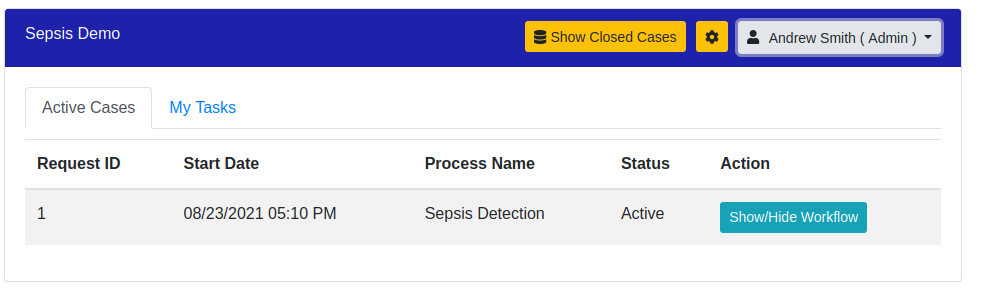 Sepsis Demo
Show Closed Cases
Andrew Smith ( Admin )
Active Cases
My Tasks
Request ID Start Date Process Name Status Action
1 08/23/2021 05:10 PM Sepsis Detection Active Show/Hide Workflow